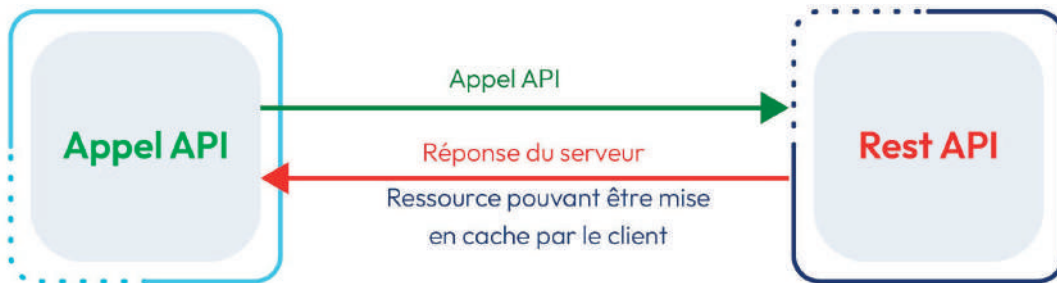 Appel API
Appel API
Réponse du serveur
Ressource pouvant être mise
en cache par le client
Rest API